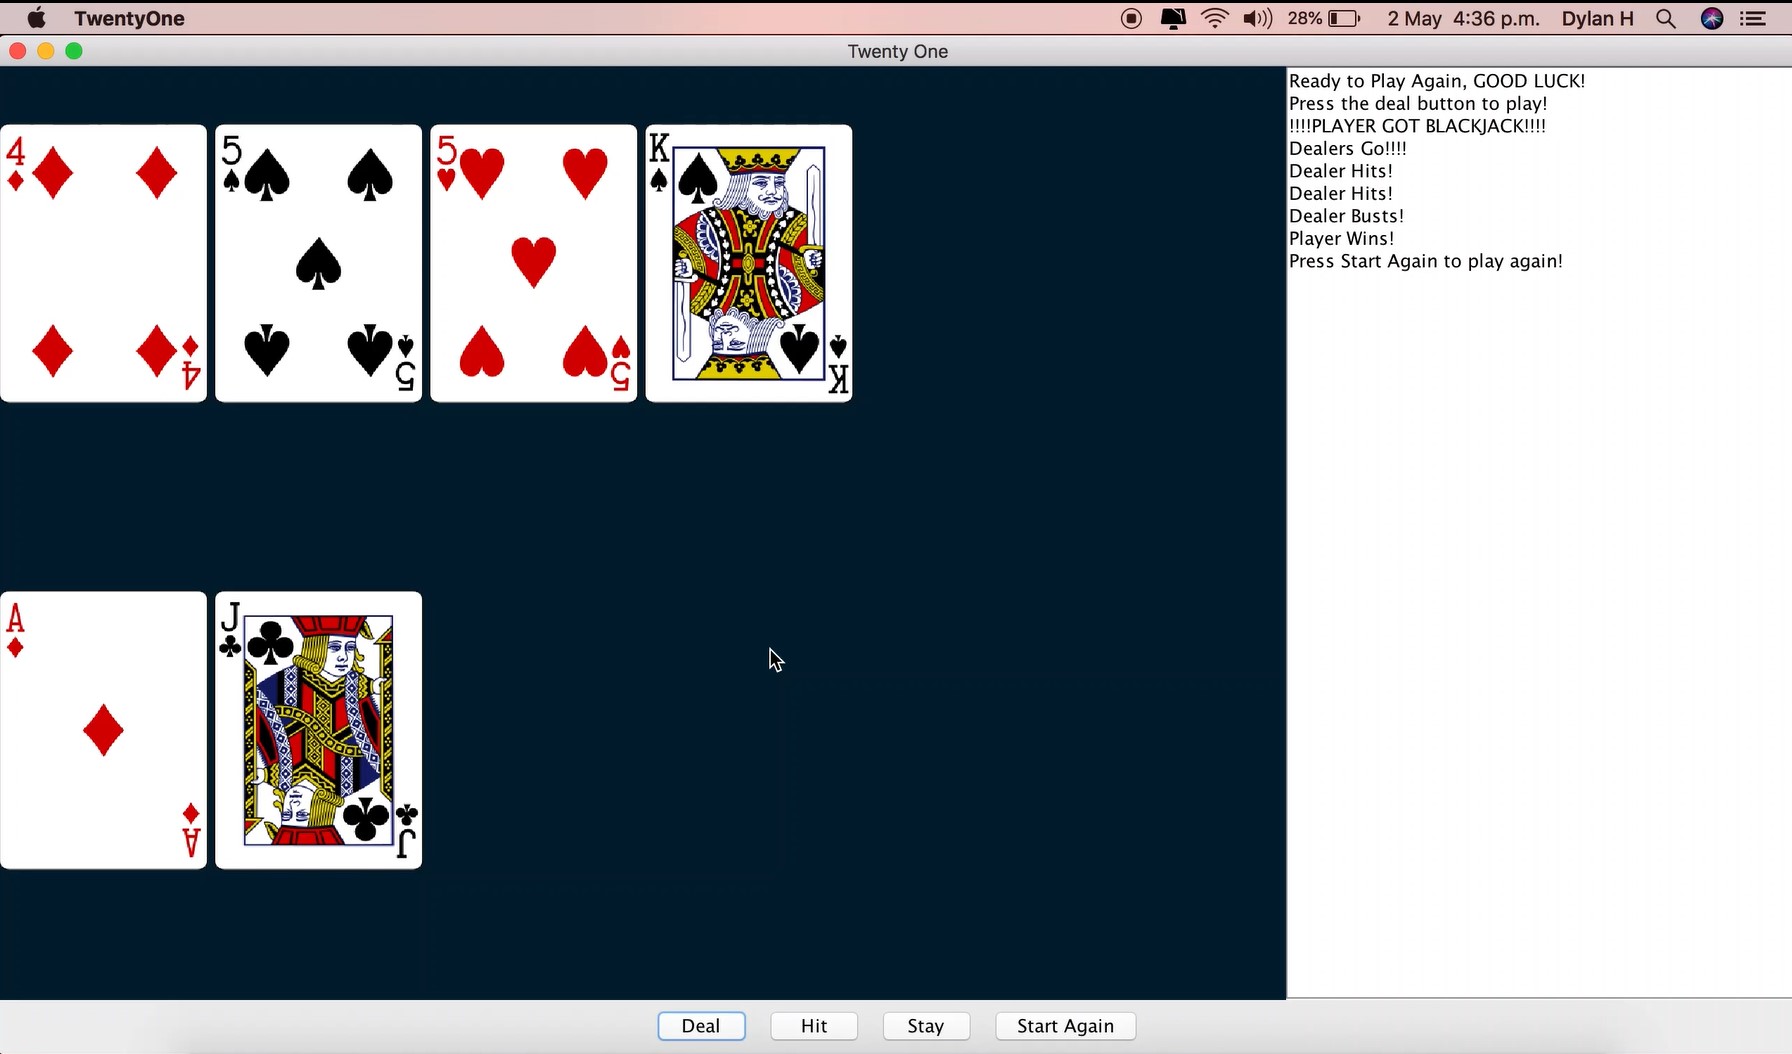 TwentyOne 28% 2 May 4:36 p.m. Dylan H
Twenty One
4 5 5 K
4 5 5 K
A J
A J
Ready to Play Again, GOOD LUCK!
Press the deal button to play!
!!!!PLAYER GOT BLACKJACK!!!!
Dealers Go!!!!
Dealer Hits!
Dealer Hits!
Dealer Busts!
Player Wins!
Press Start Again to play again!
Deal Hit Stay Start Again